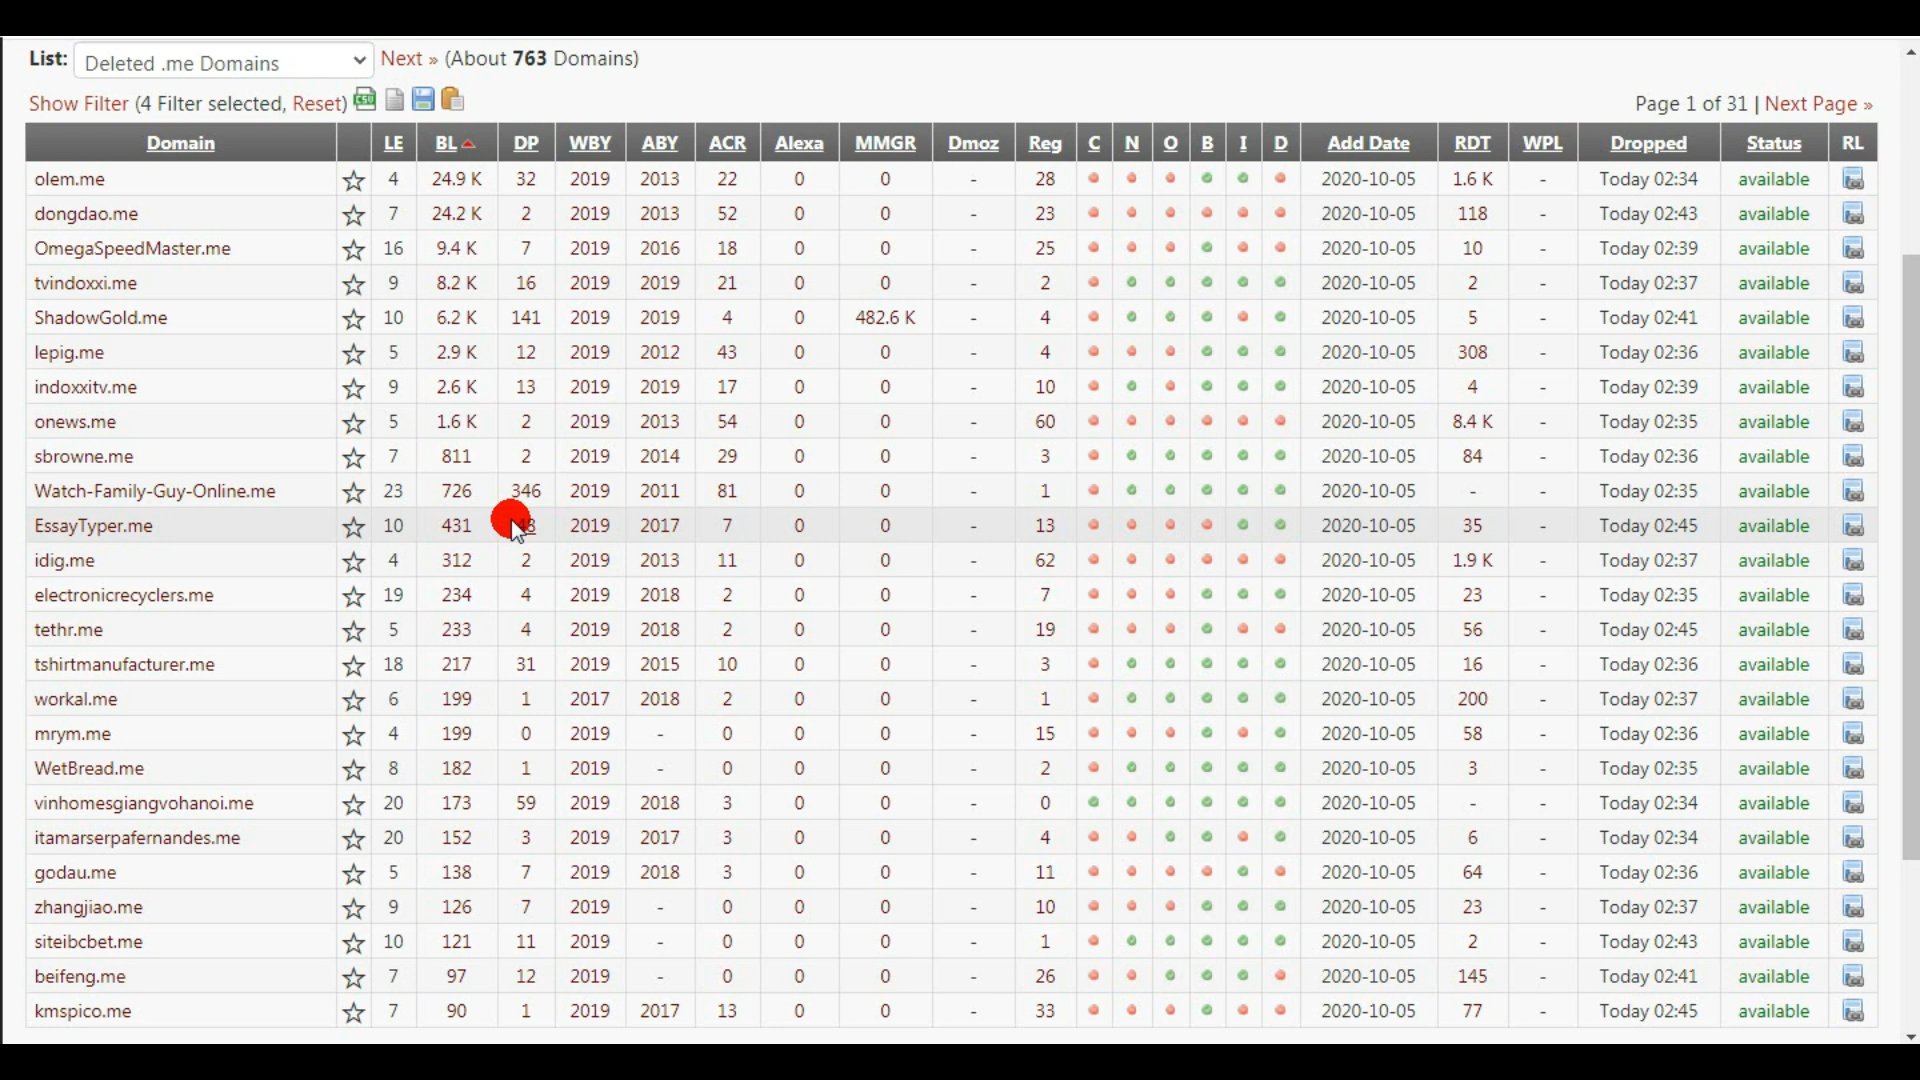 List: Deleted .me Domains Next » (About 763 Domains)
Show Filter (4 Filter selected, Reset) CSV Page 1 of 31 | Next Page »
Domain LE BL DP WBY ABY ACR Alexa MMGR Dmoz Reg C N O B I D Add Date RDT WPL Dropped Status RL
olem.me 4 24.9 K 32 2019 2013 22 0 0 - 28 2020-10-05 1.6 K - Today 02:34 available
dongdao.me 7 24.2 K 2 2019 2013 52 0 0 - 23 2020-10-05 118 - Today 02:43 available
OmegaSpeedMaster.me 16 9.4 K 7 2019 2016 18 0 0 - 25 2020-10-05 10 - Today 02:39 available
tvindoxxi.me 9 8.2 K 16 2019 2019 21 0 0 - 2 2020-10-05 2 - Today 02:37 available
ShadowGold.me 10 6.2 K 141 2019 2019 4 0 482.6 K - 4 2020-10-05 5 - Today 02:41 available
lepig.me 5 2.9 K 12 2019 2012 43 0 0 - 4 2020-10-05 308 - Today 02:36 available
indoxxitv.me 9 2.6 K 13 2019 2019 17 0 0 - 10 2020-10-05 4 - Today 02:39 available
onews.me 5 1.6 K 2 2019 2013 54 0 0 - 60 2020-10-05 8.4 K - Today 02:35 available
sbrowne.me 7 811 2 2019 2014 29 0 0 - 3 2020-10-05 84 - Today 02:36 available
Watch-Family-Guy-Online.me 23 726 346 2019 2011 81 0 0 - 1 2020-10-05 - - Today 02:35 available
EssayTyper.me 10 431 2019 2017 7 0 0 - 13 2020-10-05 35 - Today 02:45 available
idig.me 4 312 2 2019 2013 11 0 0 - 62 2020-10-05 1.9 K - Today 02:37 available
electronicrecyclers.me 19 234 4 2019 2018 2 0 0 - 7 2020-10-05 23 - Today 02:35 available
tethr.me 5 233 4 2019 2018 2 0 0 - 19 2020-10-05 56 - Today 02:45 available
tshirtmanufacturer.me 18 217 31 2019 2015 10 0 0 - 3 2020-10-05 16 - Today 02:36 available
workal.me 6 199 1 2017 2018 2 0 0 - 1 2020-10-05 200 - Today 02:37 available
mrym.me 4 199 0 2019 - 0 0 0 - 15 2020-10-05 58 - Today 02:36 available
WetBread.me 8 182 1 2019 - 0 0 0 - 2 2020-10-05 3 - Today 02:35 available
vinhomesgiangvohanoi.me 20 173 59 2019 2018 3 0 0 - 0 2020-10-05 - - Today 02:34 available
itamarserpafernandes.me 20 152 3 2019 2017 3 0 0 - 4 2020-10-05 6 - Today 02:34 available
godau.me 5 138 7 2019 2018 3 0 0 - 11 2020-10-05 64 - Today 02:36 available
zhangjiao.me 9 126 7 2019 - 0 0 0 - 10 2020-10-05 23 - Today 02:37 available
siteibcbet.me 10 121 11 2019 - 0 0 0 - 1 2020-10-05 2 - Today 02:43 available
beifeng.me 7 97 12 2019 - 0 0 0 - 26 2020-10-05 145 - Today 02:41 available
kmspico.me 7 90 1 2019 2017 13 0 0 - 33 2020-10-05 77 - Today 02:45 available